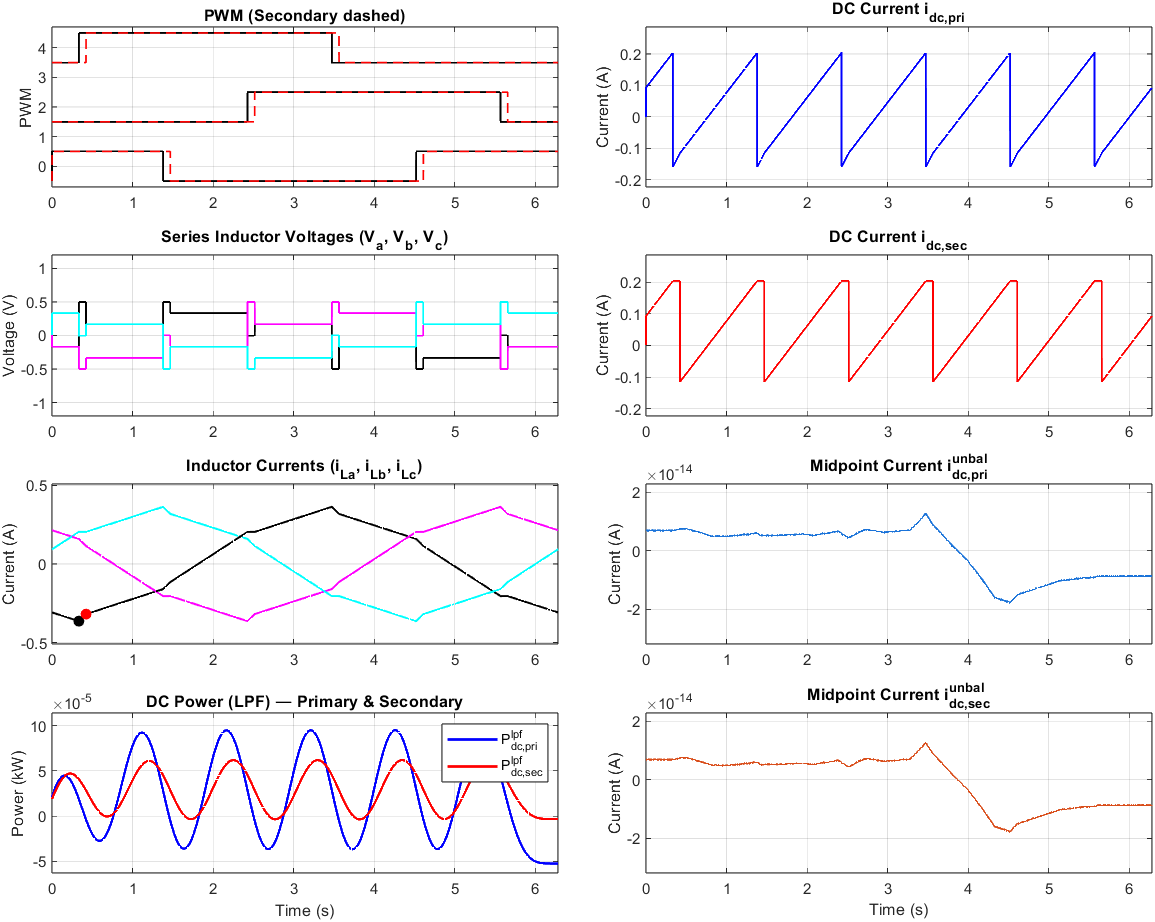 PWM (Secondary dashed)
PWM
4
3
2
1
0
0 1 2 3 4 5 6
DC Current i_dc,pri
Current (A)
0.2
0.1
0
-0.1
-0.2
0 1 2 3 4 5 6
Series Inductor Voltages (V_a, V_b, V_c)
Voltage (V)
1
0.5
0
-0.5
-1
0 1 2 3 4 5 6
DC Current i_dc,sec
Current (A)
0.2
0.1
0
-0.1
-0.2
0 1 2 3 4 5 6
Inductor Currents (i_La, i_Lb, i_Lc)
Current (A)
0.5
0
-0.5
0 1 2 3 4 5 6
Midpoint Current i_dc,pri^unbal
×10^-14
Current (A)
2
0
-2
0 1 2 3 4 5 6
DC Power (LPF) — Primary & Secondary
×10^-5
Power (kW)
10
5
0
-5
P_dc,pri^lpf
P_dc,sec^lpf
0 1 2 3 4 5 6
Time (s)
Midpoint Current i_dc,sec^unbal
×10^-14
Current (A)
2
0
-2
0 1 2 3 4 5 6
Time (s)